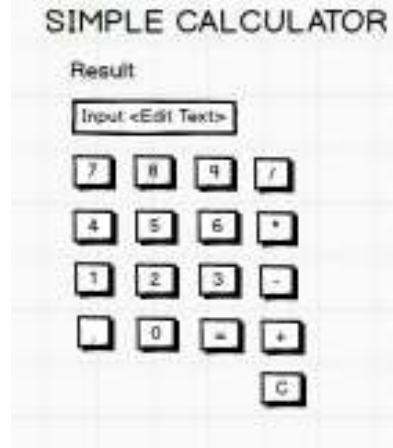 SIMPLE CALCULATOR
Result
Input <Edit Text>
7 8 9 /
4 5 6 *
1 2 3 -
. 0 = +
C